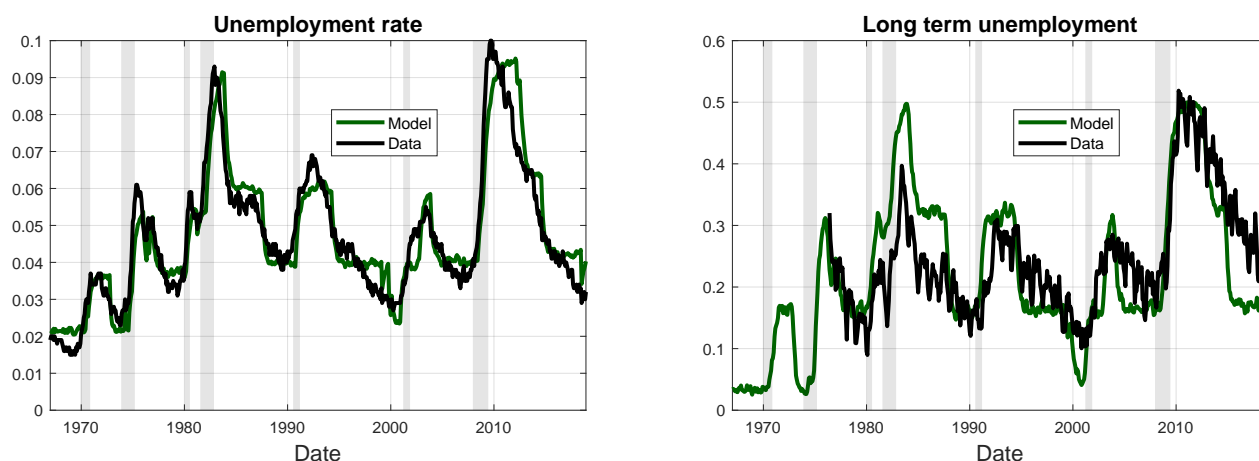 Unemployment rate
0.1
0.09
0.08
0.07
0.06
0.05
0.04
0.03
0.02
0.01
0
1970 1980 1990 2000 2010
Date
Model
Data
Long term unemployment
0.6
0.5
0.4
0.3
0.2
0.1
0
1970 1980 1990 2000 2010
Date
Model
Data